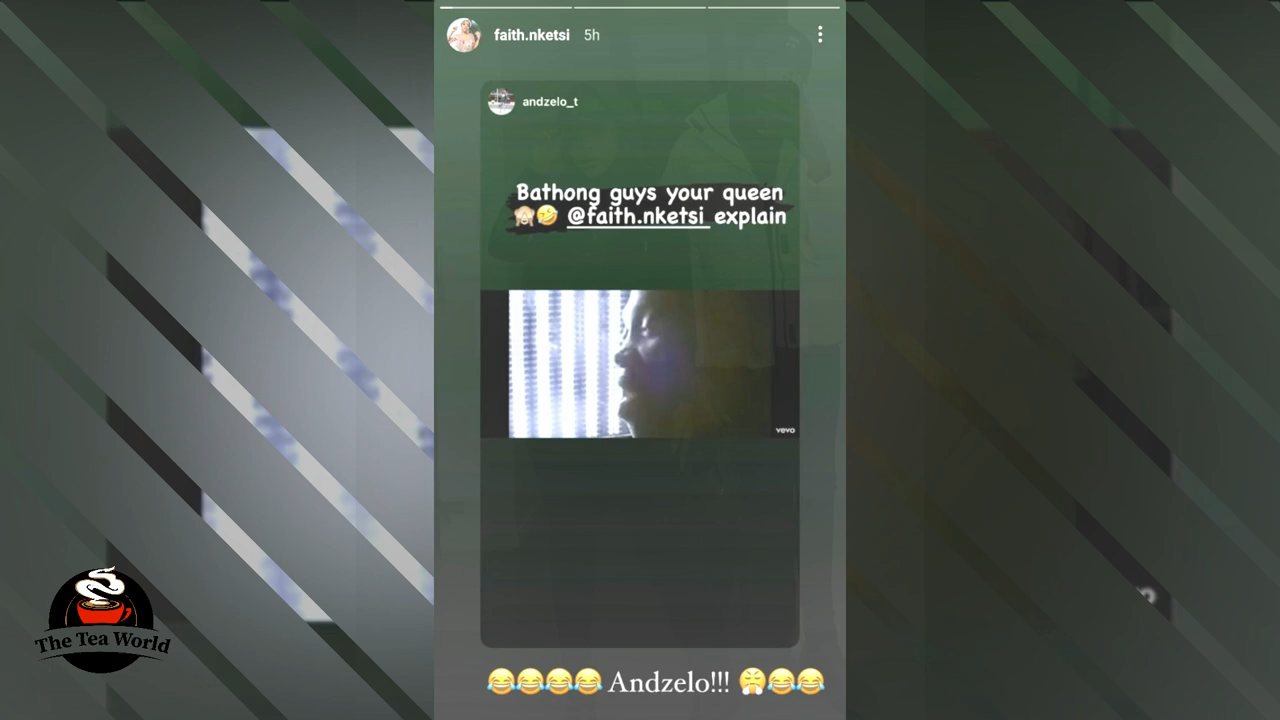 faith.nketsi 5h
andzelo_t
Bathong guys your queen
🙈🤣 @faith.nketsi explain
vevo
😂😂😂😂 Andzelo!!! 😤😂😂
The Tea World